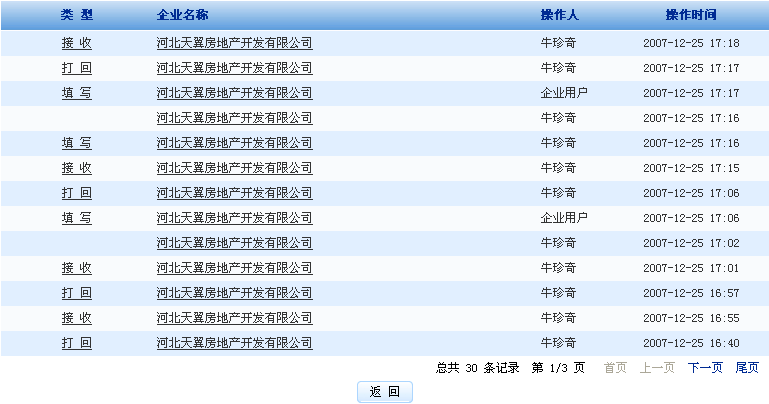 类 型 企业名称 操作人 操作时间
接 收 河北天翼房地产开发有限公司 牛珍奇 2007-12-25 17:18
打 回 河北天翼房地产开发有限公司 牛珍奇 2007-12-25 17:17
填 写 河北天翼房地产开发有限公司 企业用户 2007-12-25 17:17
河北天翼房地产开发有限公司 牛珍奇 2007-12-25 17:16
填 写 河北天翼房地产开发有限公司 牛珍奇 2007-12-25 17:16
接 收 河北天翼房地产开发有限公司 牛珍奇 2007-12-25 17:15
打 回 河北天翼房地产开发有限公司 牛珍奇 2007-12-25 17:06
填 写 河北天翼房地产开发有限公司 企业用户 2007-12-25 17:06
河北天翼房地产开发有限公司 牛珍奇 2007-12-25 17:02
接 收 河北天翼房地产开发有限公司 牛珍奇 2007-12-25 17:01
打 回 河北天翼房地产开发有限公司 牛珍奇 2007-12-25 16:57
接 收 河北天翼房地产开发有限公司 牛珍奇 2007-12-25 16:55
打 回 河北天翼房地产开发有限公司 牛珍奇 2007-12-25 16:40
总共 30 条记录 第 1/3 页 首页 上一页 下一页 尾页
返 回